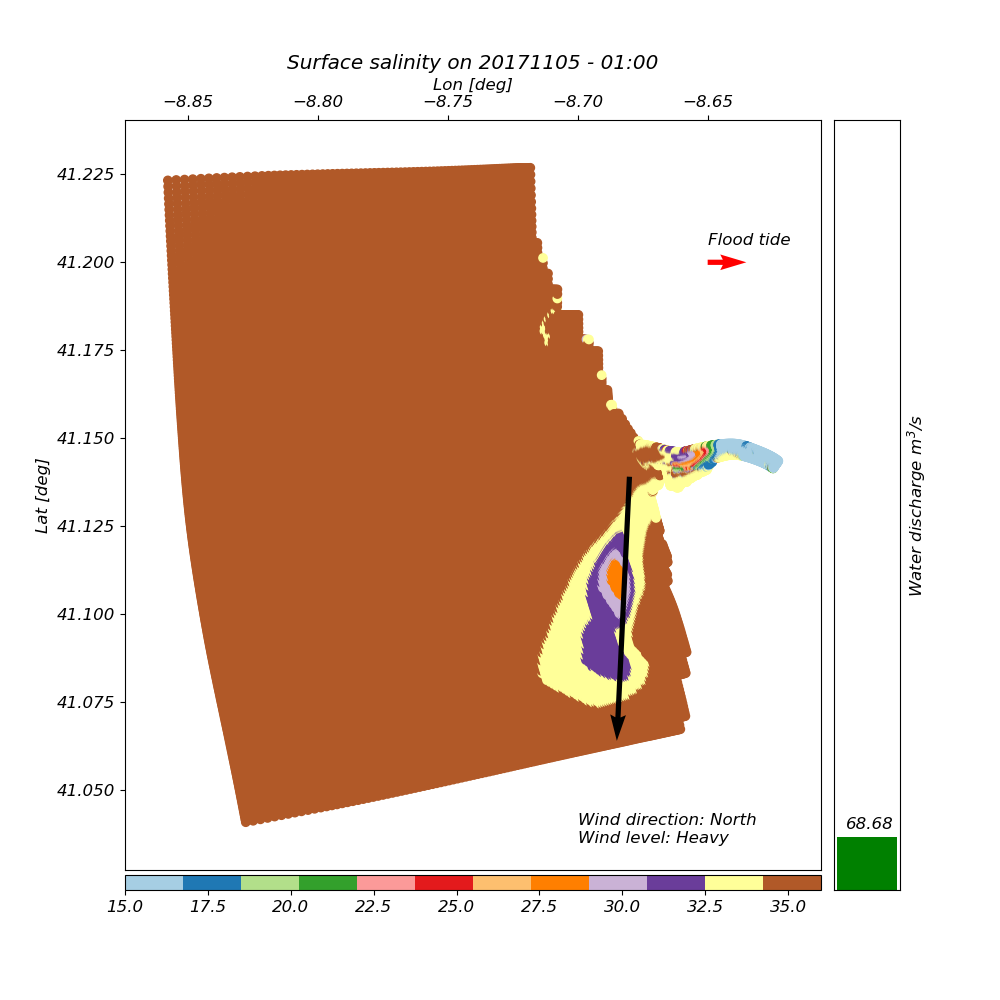 Surface salinity on 20171105 - 01:00
Lon [deg]
−8.85 −8.80 −8.75 −8.70 −8.65
41.225
41.200
41.175
41.150
41.125
41.100
41.075
41.050
Lat [deg]
Flood tide
Wind direction: North
Wind level: Heavy
15.0 17.5 20.0 22.5 25.0 27.5 30.0 32.5 35.0
68.68
Water discharge m³/s